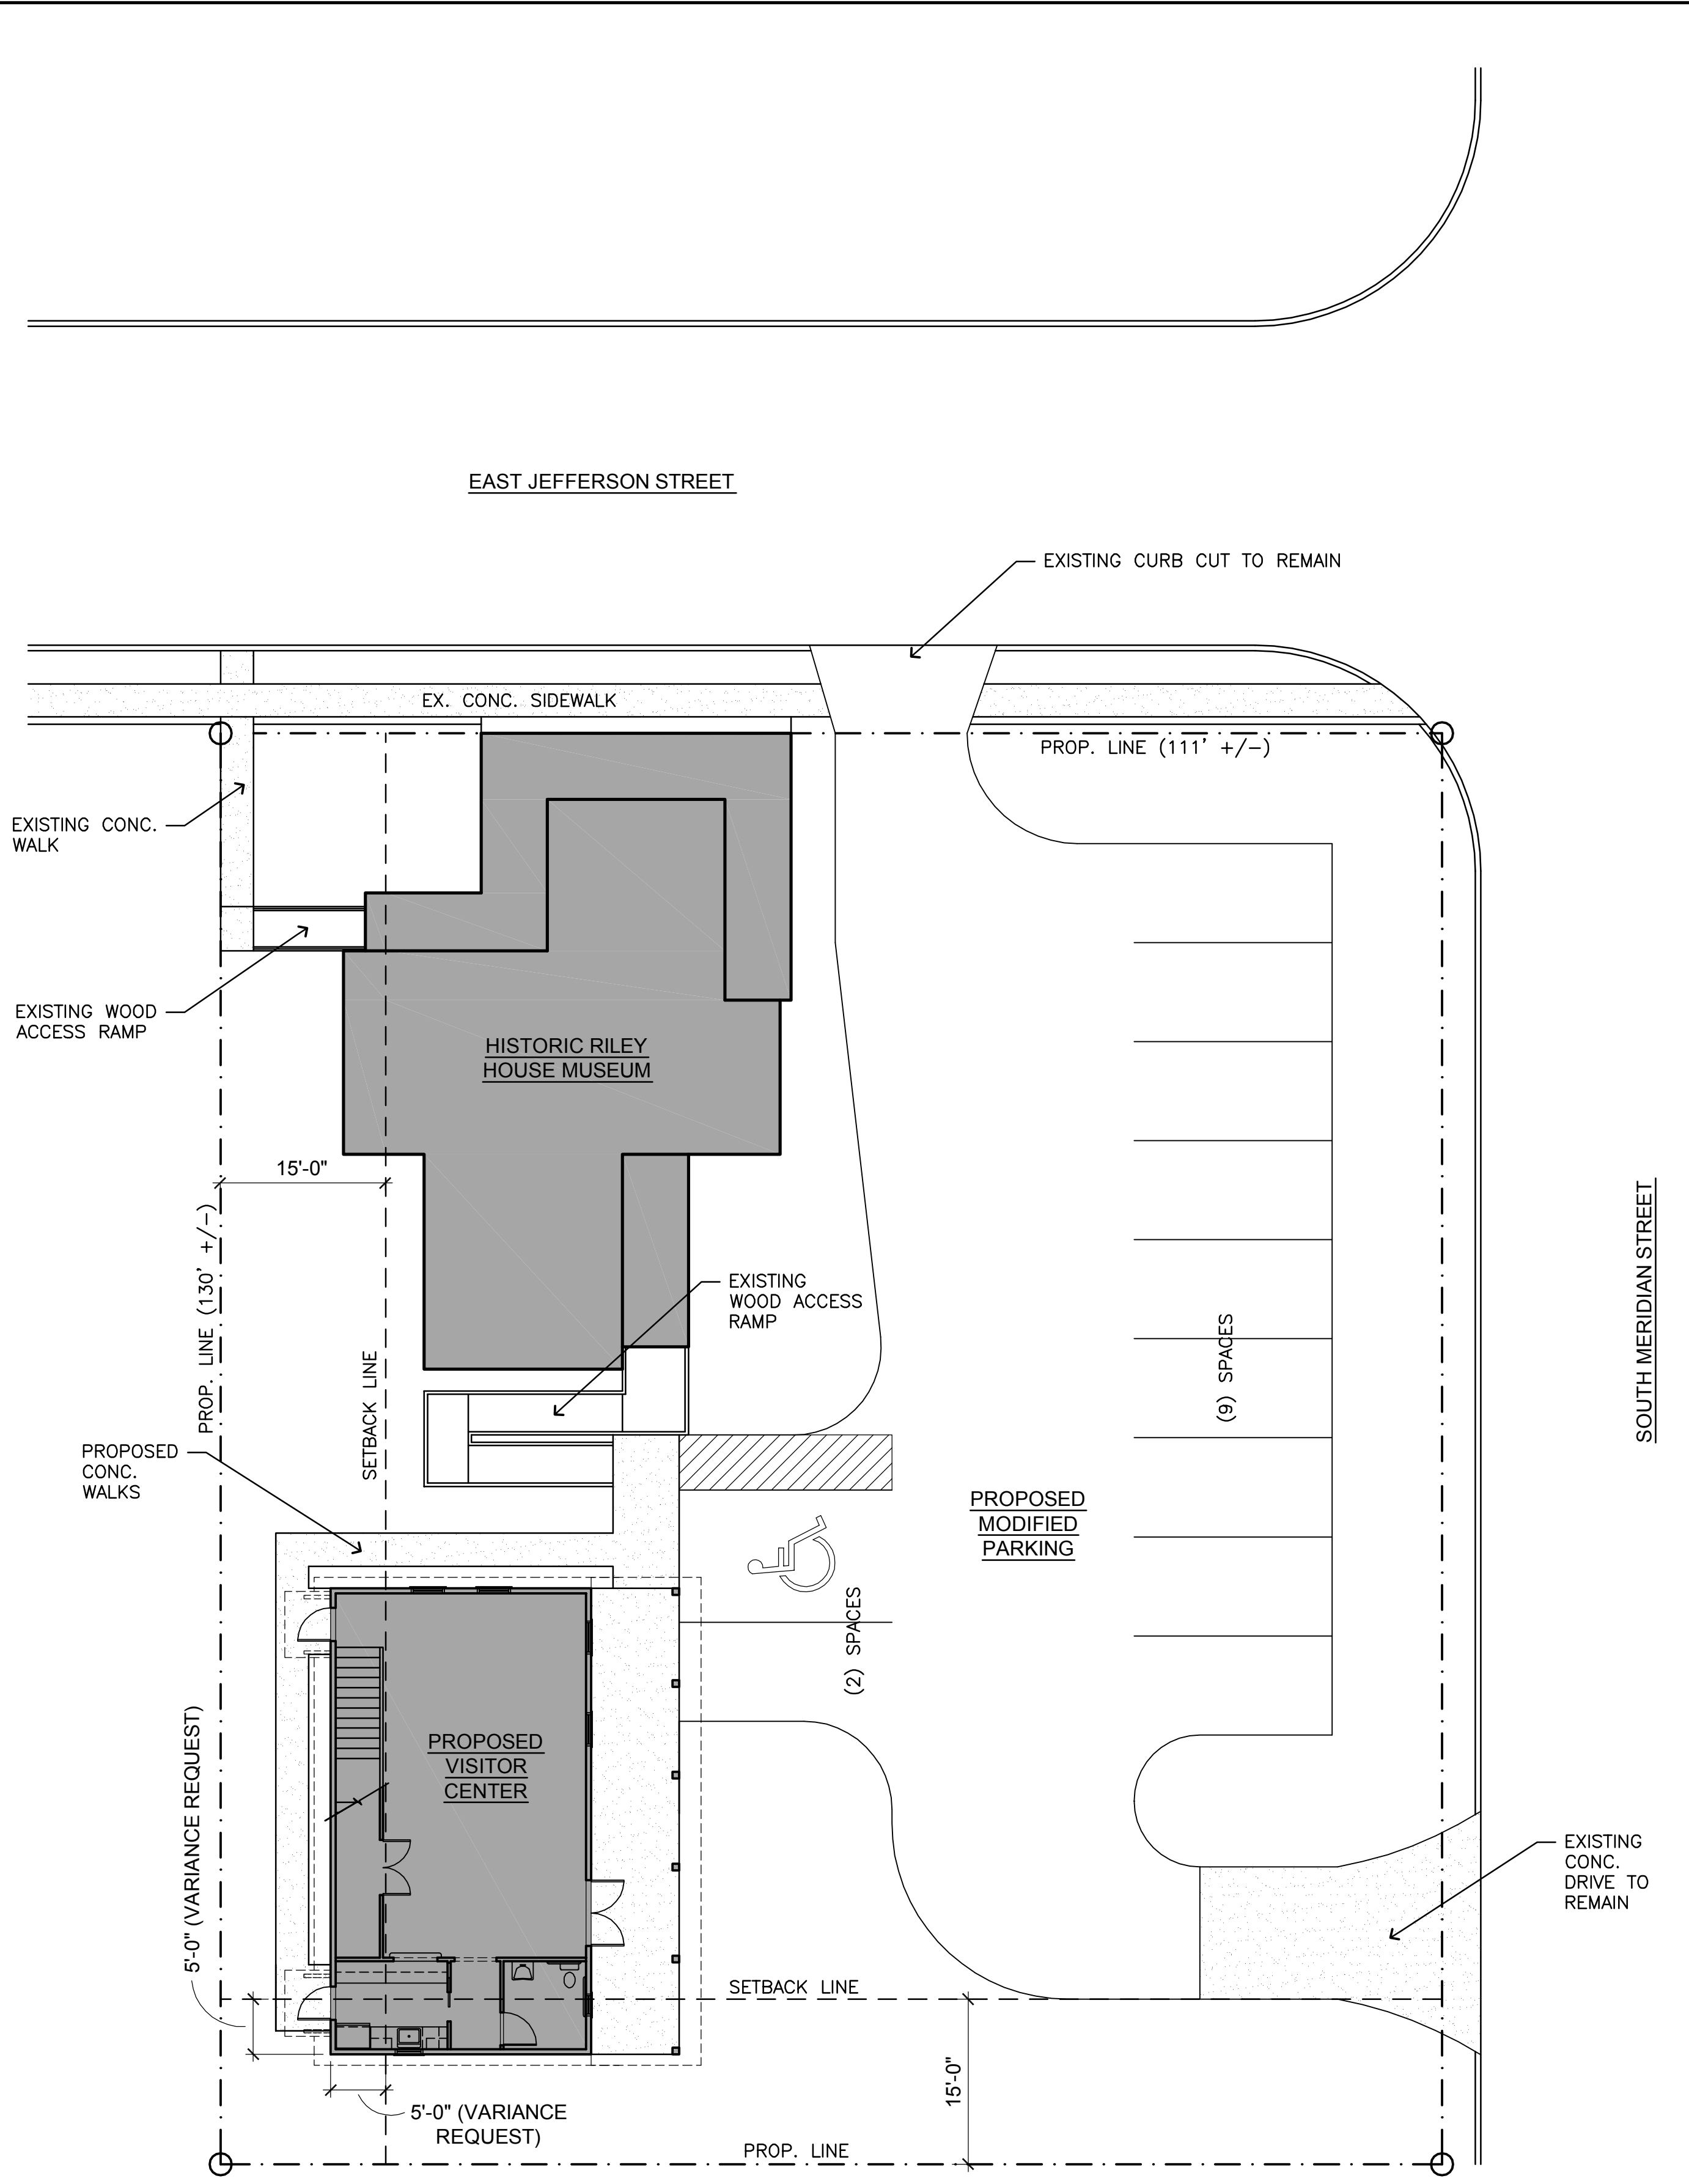 EAST JEFFERSON STREET
EXISTING CURB CUT TO REMAIN
EX. CONC. SIDEWALK
PROP. LINE (111' +/-)
EXISTING CONC.
WALK
EXISTING WOOD
ACCESS RAMP
HISTORIC RILEY
HOUSE MUSEUM
15'-0"
PROP. LINE (130' +/-)
SETBACK LINE
EXISTING
WOOD ACCESS
RAMP
(9) SPACES
SOUTH MERIDIAN STREET
PROPOSED
CONC.
WALKS
PROPOSED
MODIFIED
PARKING
(2) SPACES
PROPOSED
VISITOR
CENTER
5'-0" (VARIANCE REQUEST)
EXISTING
CONC.
DRIVE TO
REMAIN
SETBACK LINE
15'-0"
5'-0" (VARIANCE
REQUEST)
PROP. LINE